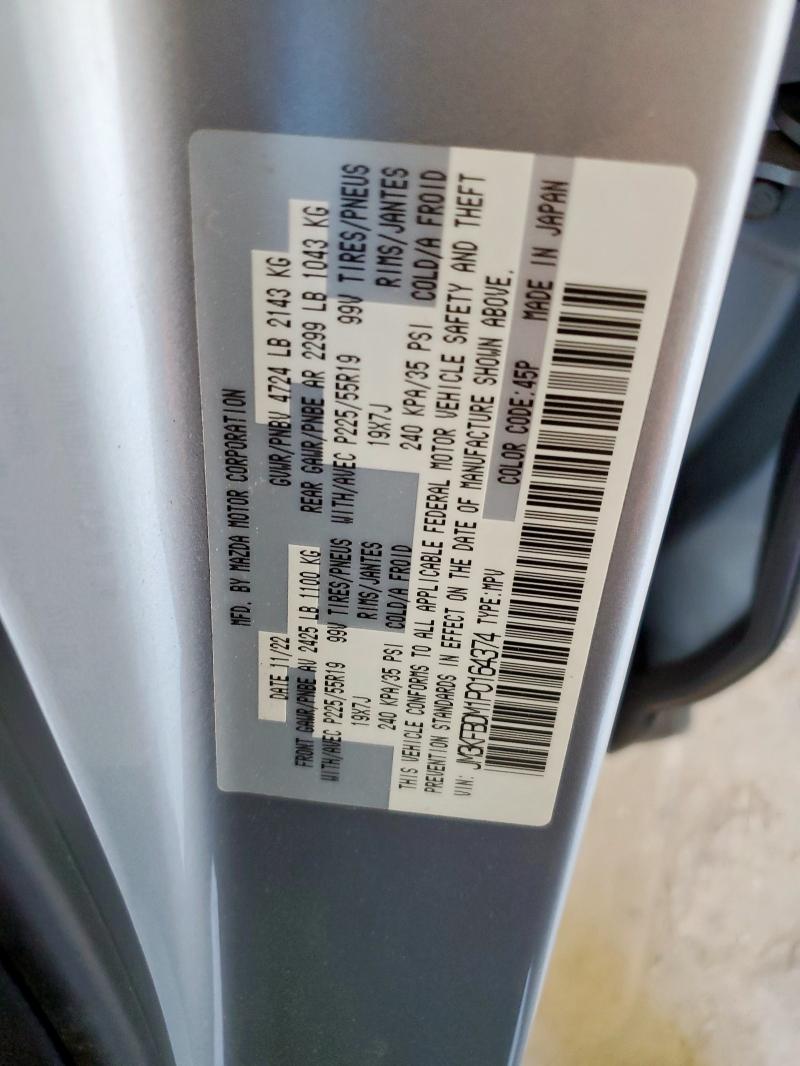 MFD. BY MAZDA MOTOR CORPORATION
DATE 11/22 GVWR/PNBV 4724 LB 2143 KG
FRONT GAWR/PNBE AV 2425 LB 1100 KG REAR GAWR/PNBE AR 2299 LB 1043 KG
WITH/AVEC P225/55R19 99V TIRES/PNEUS WITH/AVEC P225/55R19 99V TIRES/PNEUS
19X7J RIMS/JANTES 19X7J RIMS/JANTES
240 KPA/35 PSI COLD/A FROID 240 KPA/35 PSI COLD/A FROID
THIS VEHICLE CONFORMS TO ALL APPLICABLE FEDERAL MOTOR VEHICLE SAFETY AND THEFT
PREVENTION STANDARDS IN EFFECT ON THE DATE OF MANUFACTURE SHOWN ABOVE.
VIN: JM3KFBDM1P0164374 TYPE:MPV COLOR CODE:45P MADE IN JAPAN